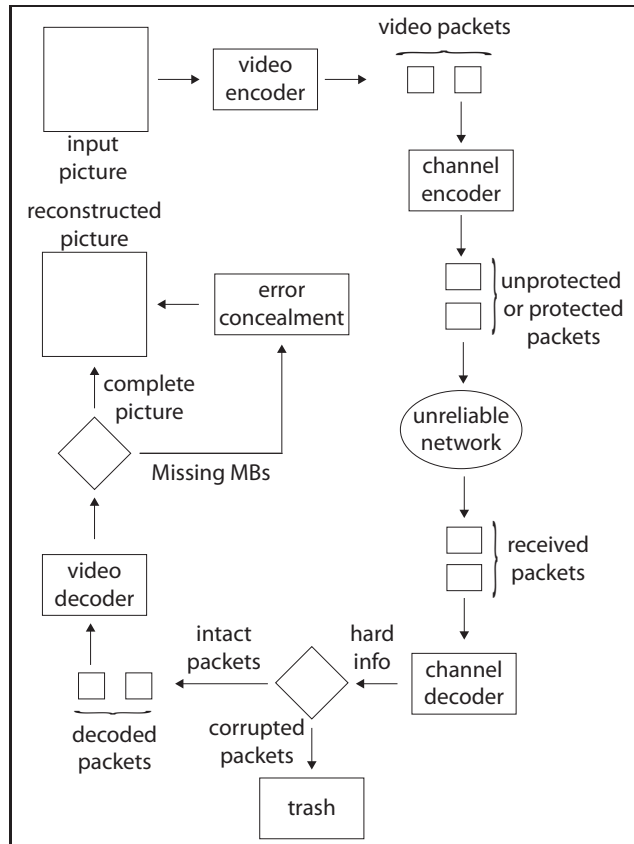 video packets
video
encoder
input
picture
channel
encoder
reconstructed
picture
unprotected
or protected
packets
error
concealment
complete
picture
unreliable
network
Missing MBs
received
packets
video
decoder
intact
packets
hard
info
channel
decoder
decoded
packets
corrupted
packets
trash